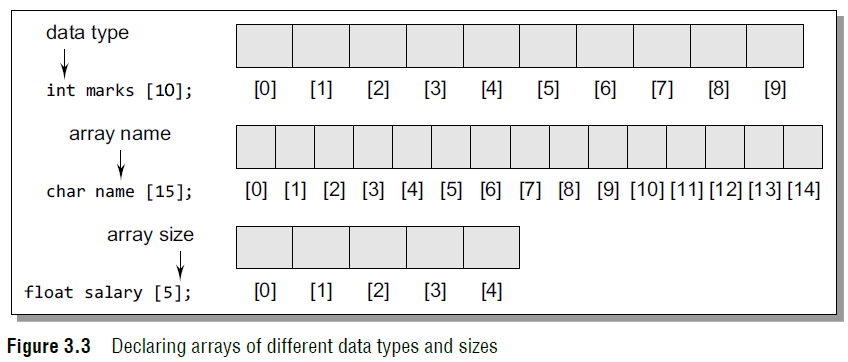 data type
int marks [10];
[0] [1] [2] [3] [4] [5] [6] [7] [8] [9]
array name
char name [15];
[0] [1] [2] [3] [4] [5] [6] [7] [8] [9] [10] [11] [12] [13] [14]
array size
float salary [5];
[0] [1] [2] [3] [4]
Figure 3.3 Declaring arrays of different data types and sizes